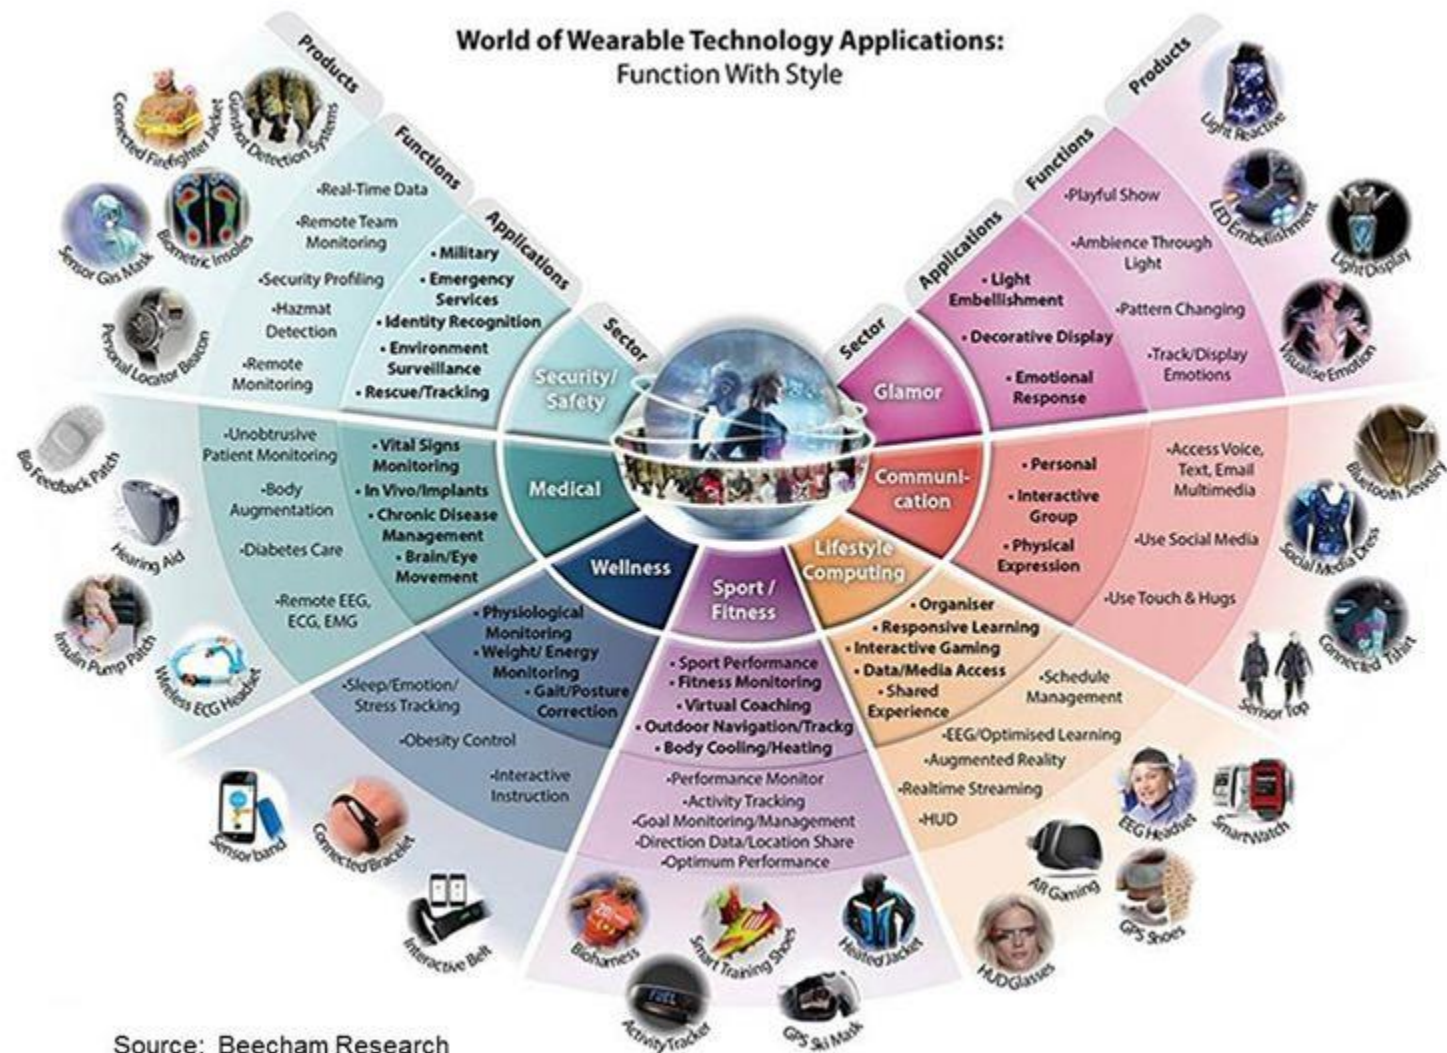 World of Wearable Technology Applications:
Function With Style
Products
Functions
Applications
Sector
Security/
Safety
• Military
• Emergency
Services
• Identity Recognition
• Environment
Surveillance
• Rescue/Tracking
•Real-Time Data
•Remote Team
Monitoring
•Security Profiling
•Hazmat
Detection
•Remote
Monitoring
Connected Firefighter Jacket
Gunshot Detection Systems
Sensor Gas Mask
Biometric Insoles
Personal Locator Beacon
Medical
• Vital Signs
Monitoring
• In Vivo/Implants
• Chronic Disease
Management
• Brain/Eye
Movement
•Unobtrusive
Patient Monitoring
•Body
Augmentation
•Diabetes Care
•Remote EEG,
ECG, EMG
Bio Feedback Patch
Hearing Aid
Insulin Pump Patch
Wireless ECG Headset
Wellness
• Physiological
Monitoring
• Weight/ Energy
Monitoring
• Gait/Posture
Correction
•Sleep/Emotion/
Stress Tracking
•Obesity Control
•Interactive
Instruction
Sensor band
Connected Bracelet
Interactive Belt
Sport /
Fitness
• Sport Performance
• Fitness Monitoring
• Virtual Coaching
• Outdoor Navigation/Trackg
• Body Cooling/Heating
•Performance Monitor
•Activity Tracking
•Goal Monitoring/Management
•Direction Data/Location Share
•Optimum Performance
Bioharness
Smart Training Shoes
Heated Jacket
FUEL
Activity Tracker
GPS Ski Mask
Lifestyle
Computing
• Organiser
• Responsive Learning
• Interactive Gaming
• Data/Media Access
• Shared
Experience
•Schedule
Management
•EEG/Optimised Learning
•Augmented Reality
•Realtime Streaming
•HUD
EEG Headset
SmartWatch
AR Gaming
GPS Shoes
HUD Glasses
Communi-
cation
• Personal
• Interactive
Group
• Physical
Expression
•Access Voice,
Text, Email
Multimedia
•Use Social Media
•Use Touch & Hugs
Bluetooth Jewelry
Social Media Dress
Connected Tshirt
Sensor Top
Glamor
• Light
Embellishment
• Decorative Display
• Emotional
Response
•Playful Show
•Ambience Through
Light
•Pattern Changing
•Track/Display
Emotions
Light Reactive
LED Embellishment
Light Display
Visualise Emotion
Sector
Applications
Functions
Products
Source: Beecham Research